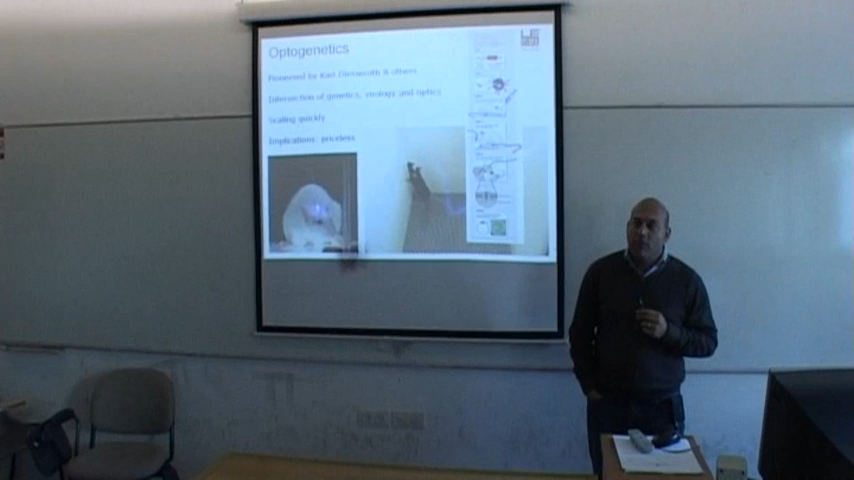 Optogenetics
Pioneered by Karl Deisseroth & others
Intersection of genetics, virology and optics
Scaling quickly
Implications: priceless